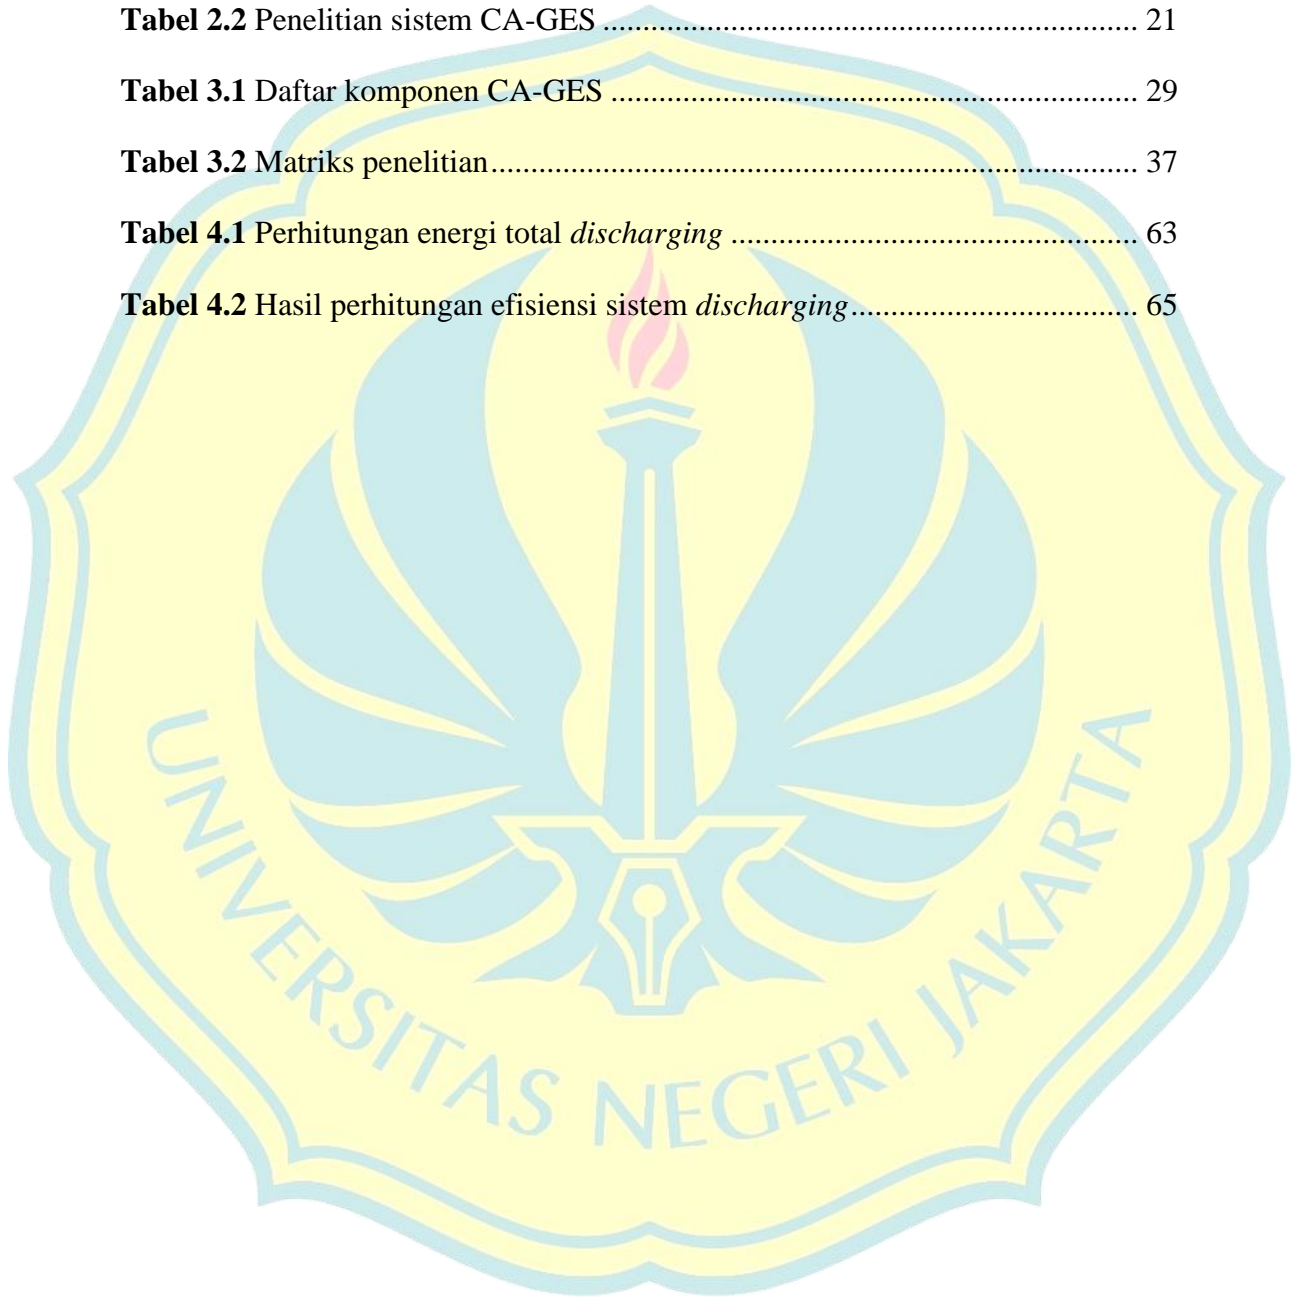 Tabel 2.2 Penelitian sistem CA-GES .................................................................. 21
Tabel 3.1 Daftar komponen CA-GES ................................................................. 29
Tabel 3.2 Matriks penelitian................................................................................ 37
Tabel 4.1 Perhitungan energi total discharging .................................................. 63
Tabel 4.2 Hasil perhitungan efisiensi sistem discharging................................... 65
UNIVERSITAS NEGERI JAKARTA